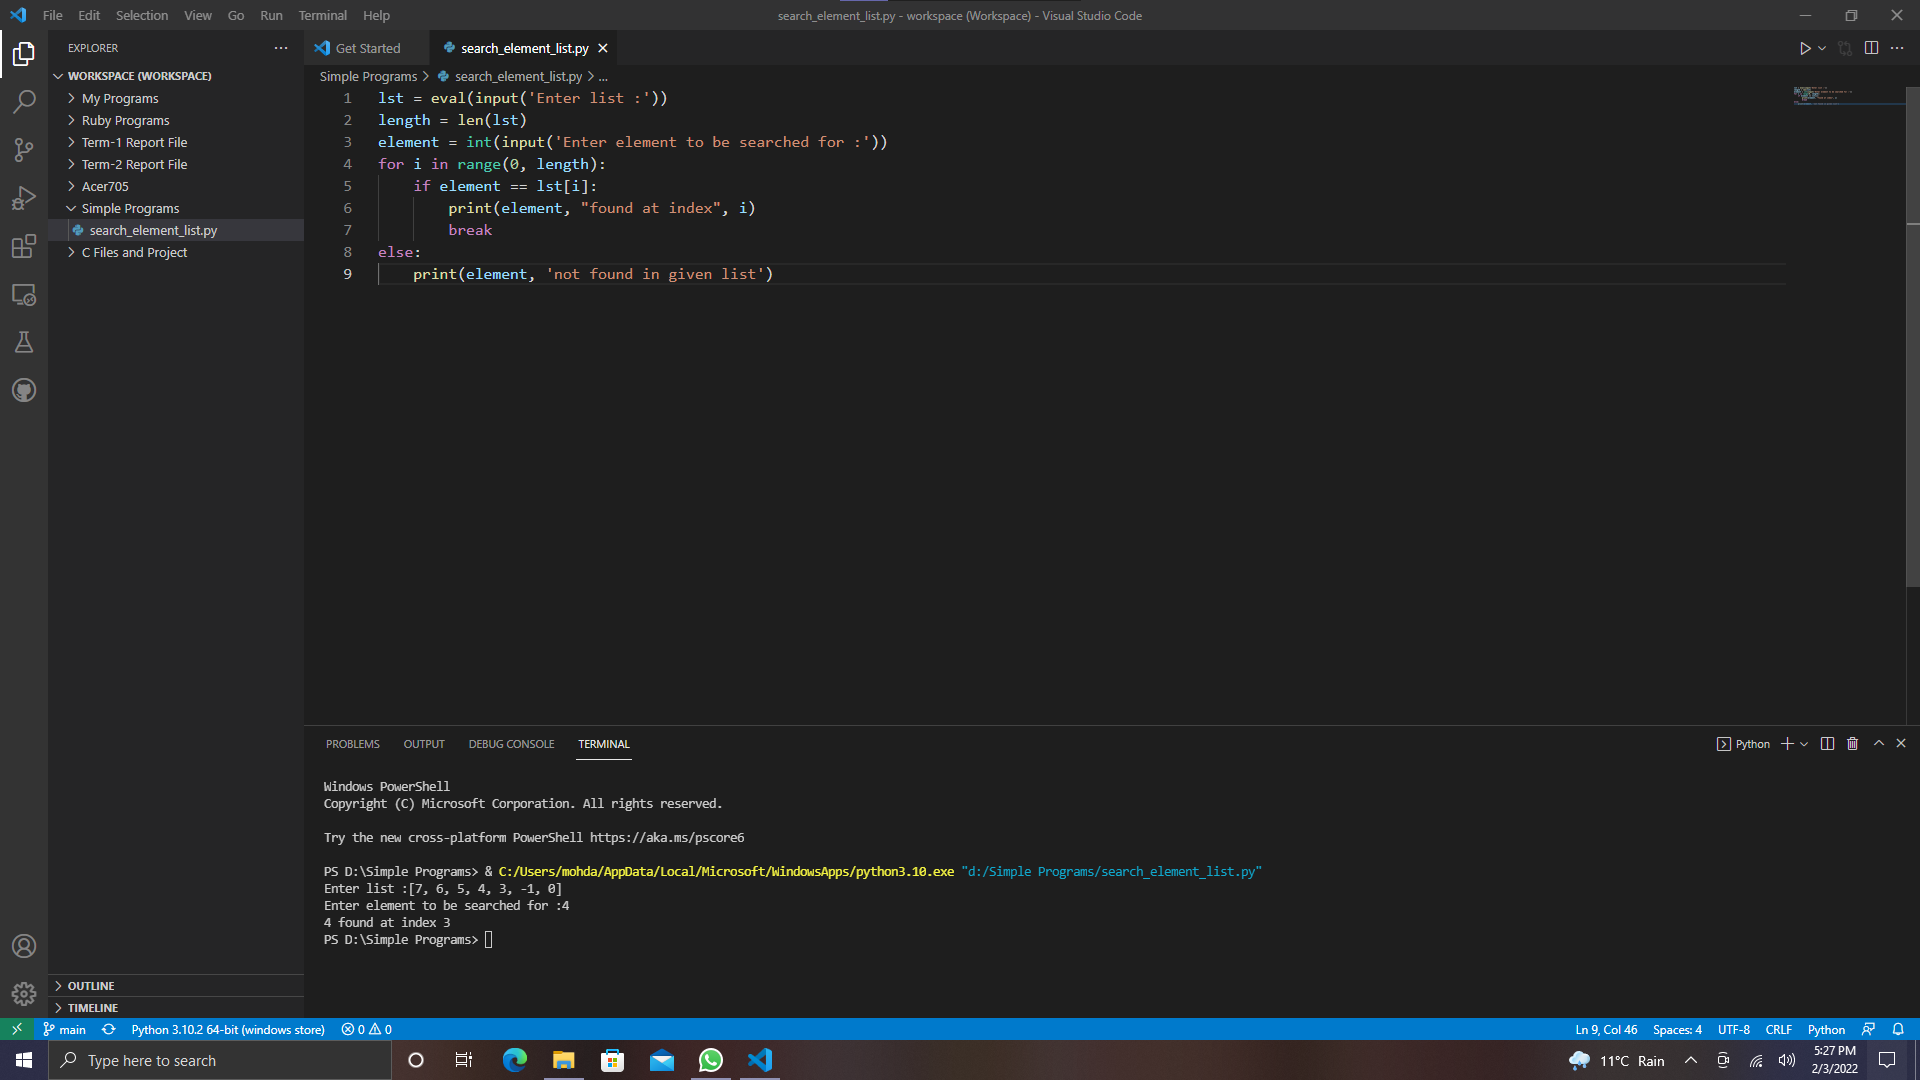 File Edit Selection View Go Run Terminal Help
search_element_list.py - workspace (Workspace) - Visual Studio Code
EXPLORER
WORKSPACE (WORKSPACE)
My Programs
Ruby Programs
Term-1 Report File
Term-2 Report File
Acer705
Simple Programs
search_element_list.py
C Files and Project
OUTLINE
TIMELINE
Get Started
search_element_list.py
Simple Programs > search_element_list.py > ...
1 lst = eval(input('Enter list :'))
2 length = len(lst)
3 element = int(input('Enter element to be searched for :'))
4 for i in range(0, length):
5 if element == lst[i]:
6 print(element, "found at index", i)
7 break
8 else:
9 print(element, 'not found in given list')
PROBLEMS OUTPUT DEBUG CONSOLE TERMINAL
Python
Windows PowerShell
Copyright (C) Microsoft Corporation. All rights reserved.
Try the new cross-platform PowerShell https://aka.ms/pscore6
PS D:\Simple Programs> & C:/Users/mohda/AppData/Local/Microsoft/WindowsApps/python3.10.exe "d:/Simple Programs/search_element_list.py"
Enter list :[7, 6, 5, 4, 3, -1, 0]
Enter element to be searched for :4
4 found at index 3
PS D:\Simple Programs>
main Python 3.10.2 64-bit (windows store) 0 0
Ln 9, Col 46 Spaces: 4 UTF-8 CRLF Python
Type here to search
11°C Rain
5:27 PM
2/3/2022